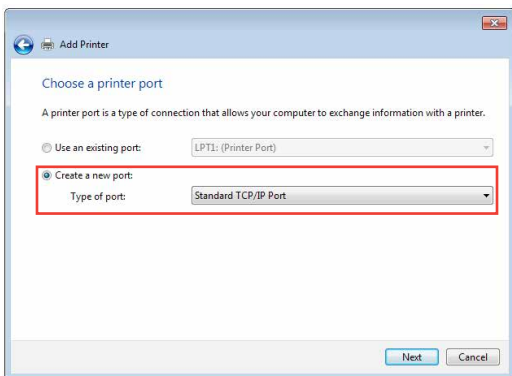 Add Printer
Choose a printer port
A printer port is a type of connection that allows your computer to exchange information with a printer.
Use an existing port: LPT1: (Printer Port)
Create a new port:
Type of port: Standard TCP/IP Port
Next Cancel